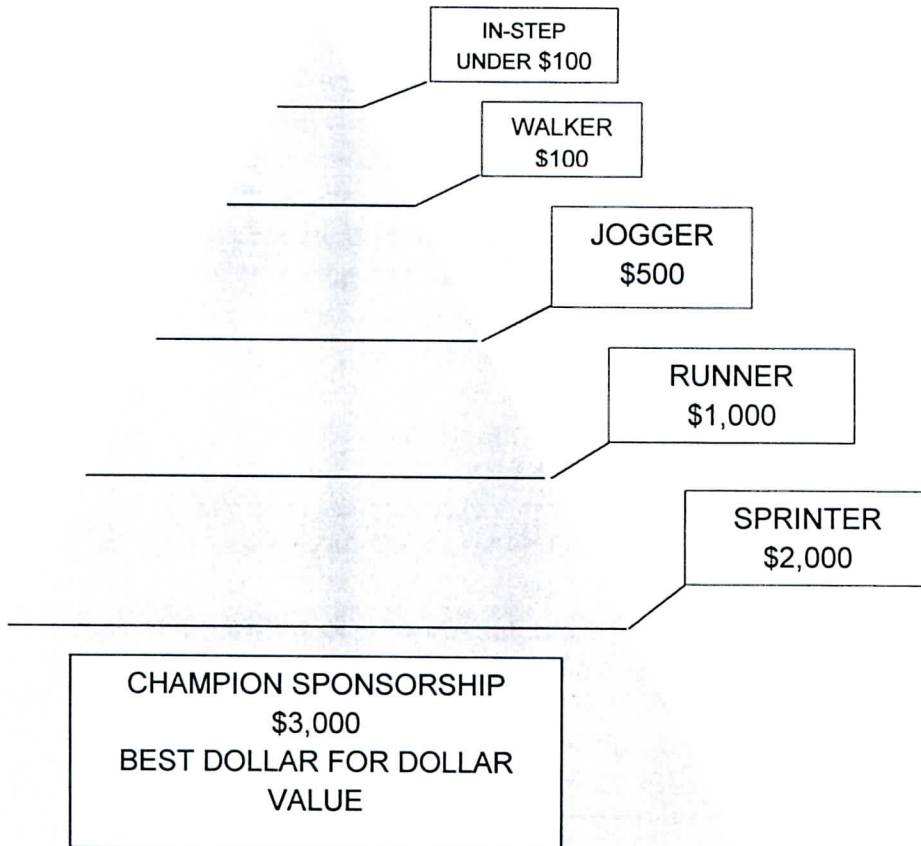 IN-STEP
UNDER $100
WALKER
$100
JOGGER
$500
RUNNER
$1,000
SPRINTER
$2,000
CHAMPION SPONSORSHIP
$3,000
BEST DOLLAR FOR DOLLAR
VALUE